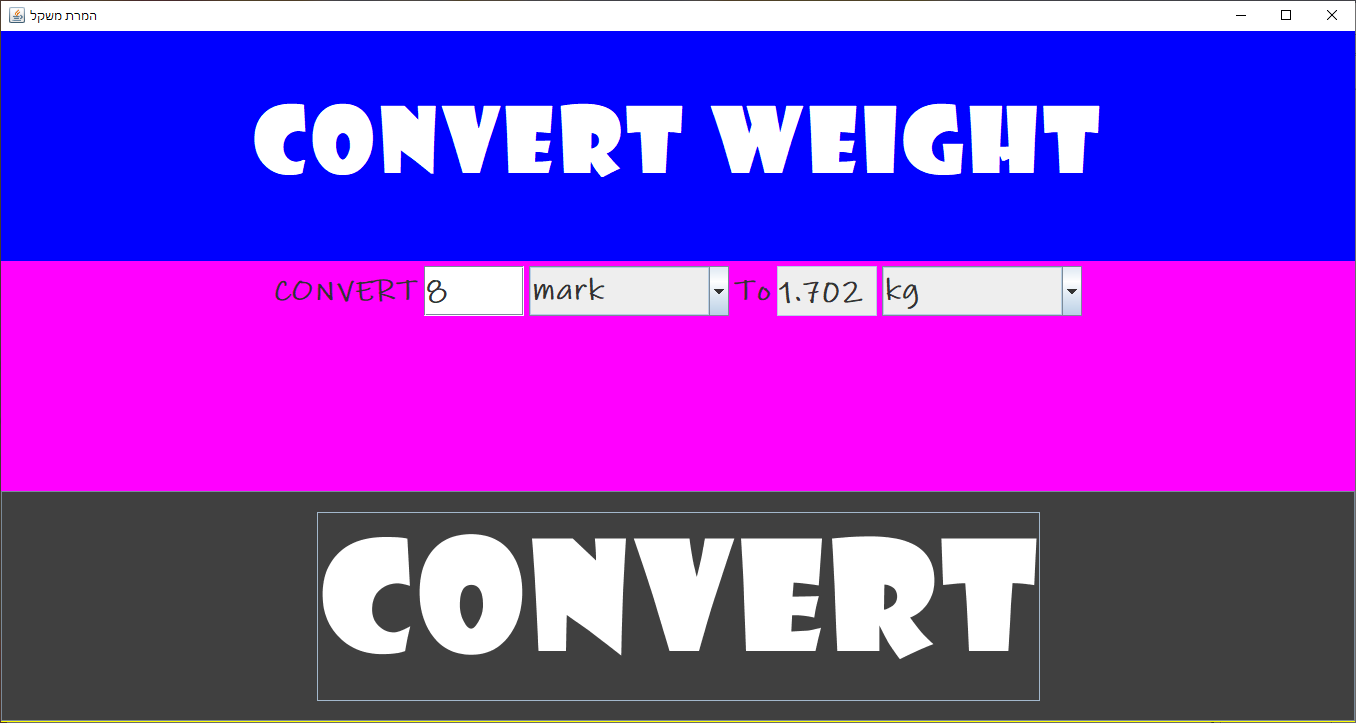 המרת משקל
CONVERT WEIGHT
CONVERT 8 mark To 1.702 kg
CONVERT